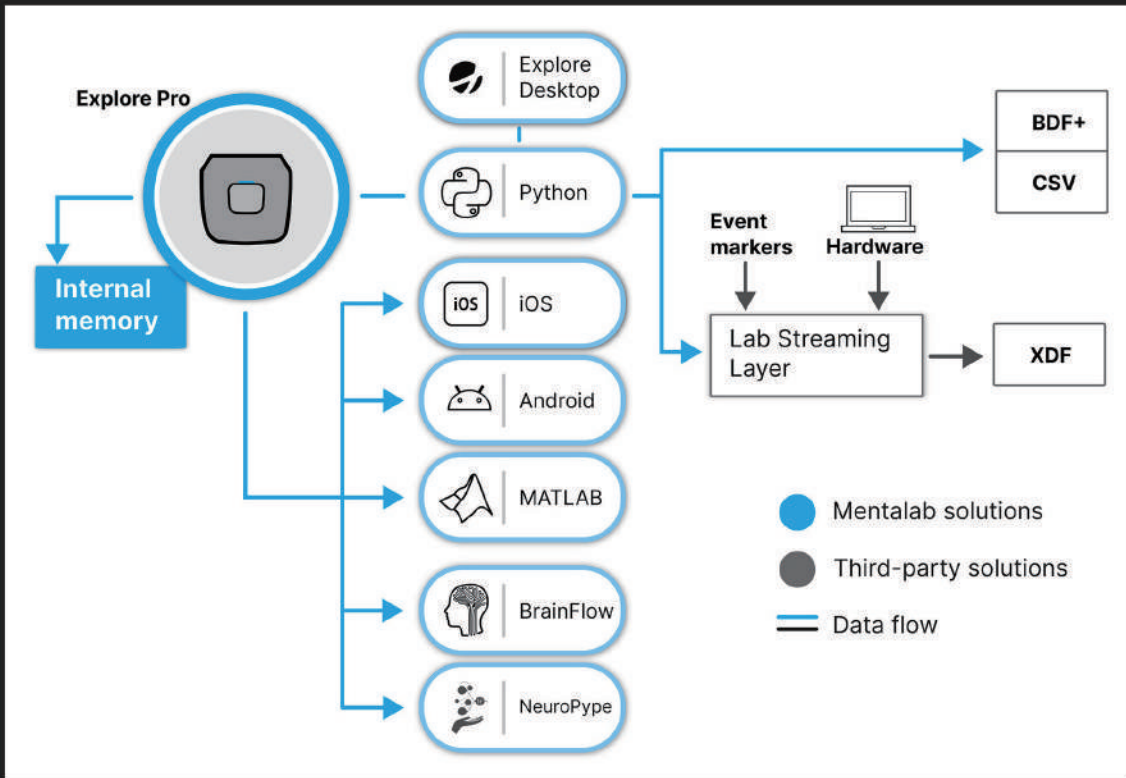 Explore Pro
Explore
Desktop
Python
Internal
memory
iOS
iOS
Android
MATLAB
BrainFlow
NeuroPype
BDF+
CSV
Event
markers
Hardware
Lab Streaming
Layer
XDF
Mentalab solutions
Third-party solutions
Data flow